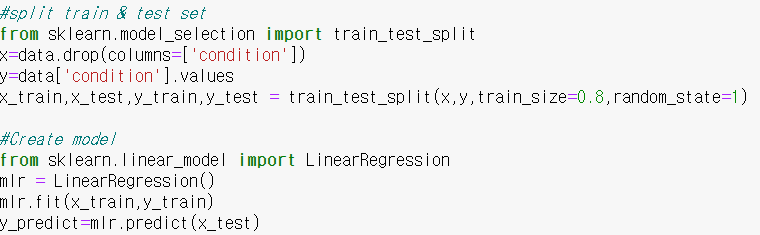 #split train & test set
from sklearn.model_selection import train_test_split
x=data.drop(columns=['condition'])
y=data['condition'].values
x_train,x_test,y_train,y_test = train_test_split(x,y,train_size=0.8,random_state=1)
#Create model
from sklearn.linear_model import LinearRegression
mlr = LinearRegression()
mlr.fit(x_train,y_train)
y_predict=mlr.predict(x_test)